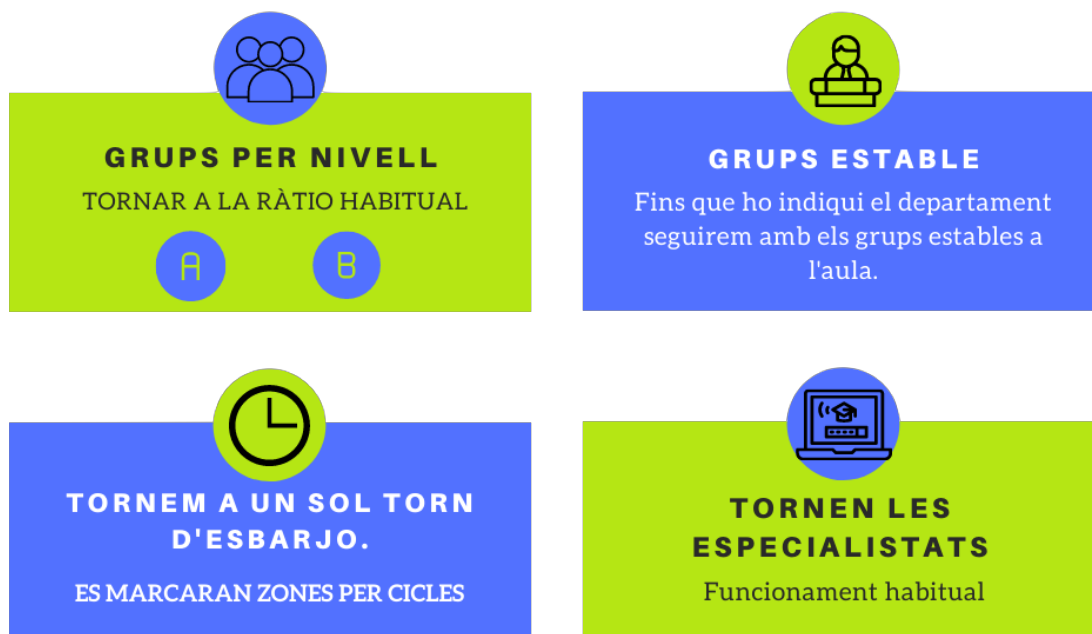 GRUPS PER NIVELL
TORNAR A LA RÀTIO HABITUAL
A
B
GRUPS ESTABLE
Fins que ho indiqui el departament
seguirem amb els grups estables a
l'aula.
TORNEM A UN SOL TORN
D'ESBARJO.
ES MARCARAN ZONES PER CICLES
TORNEN LES
ESPECIALISTATS
Funcionament habitual